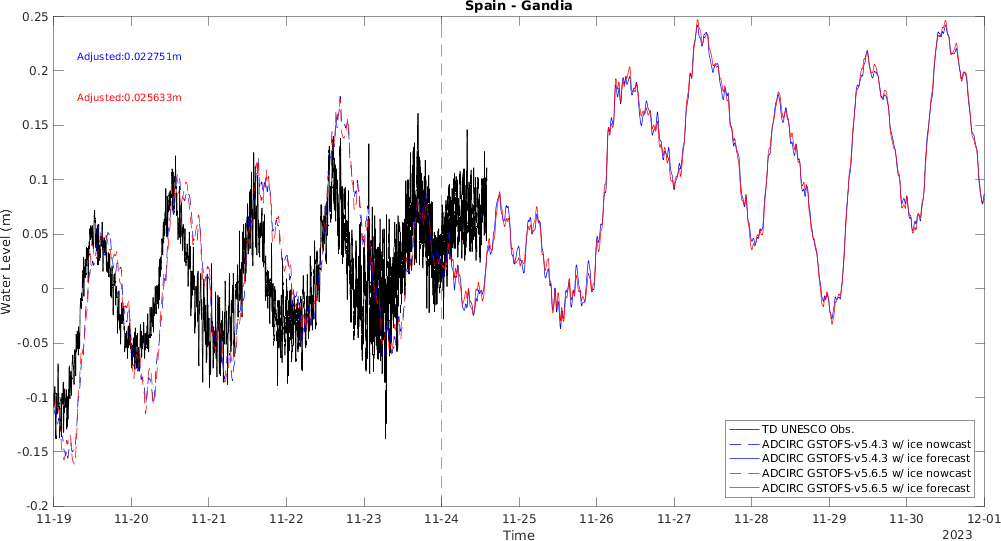 Spain - Gandia
Adjusted:0.022751m
Adjusted:0.025633m
Water Level (m)
0.25
0.2
0.15
0.1
0.05
0
-0.05
-0.1
-0.15
-0.2
TD UNESCO Obs.
ADCIRC GSTOFS-v5.4.3 w/ ice nowcast
ADCIRC GSTOFS-v5.4.3 w/ ice forecast
ADCIRC GSTOFS-v5.6.5 w/ ice nowcast
ADCIRC GSTOFS-v5.6.5 w/ ice forecast
11-19 11-20 11-21 11-22 11-23 11-24 11-25 11-26 11-27 11-28 11-29 11-30 12-01
Time
2023